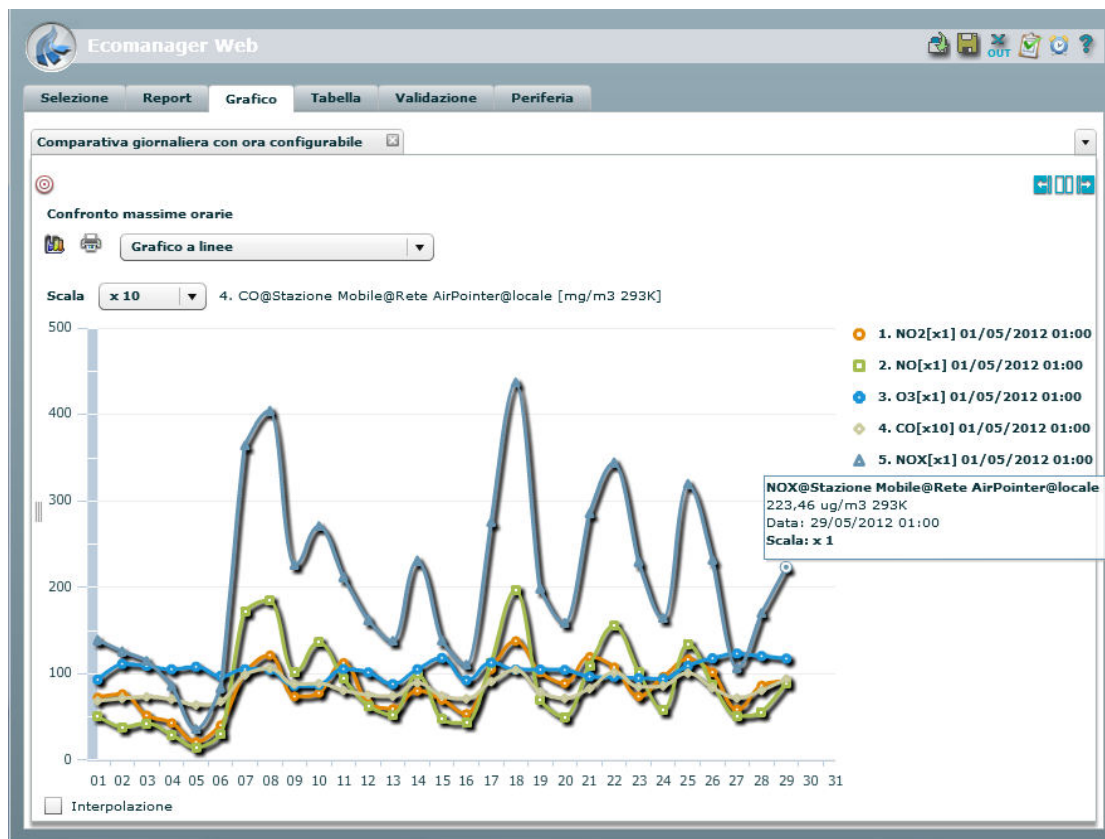 Ecomanager Web
OUT
?
Selezione Report Grafico Tabella Validazione Periferia
Comparativa giornaliera con ora configurabile
Confronto massime orarie
Grafico a linee
Scala x 10 4. CO@Stazione Mobile@Rete AirPointer@locale [mg/m3 293K]
500
400
300
200
100
0
01 02 03 04 05 06 07 08 09 10 11 12 13 14 15 16 17 18 19 20 21 22 23 24 25 26 27 28 29 30 31
1. NO2[x1] 01/05/2012 01:00
2. NO[x1] 01/05/2012 01:00
3. O3[x1] 01/05/2012 01:00
4. CO[x10] 01/05/2012 01:00
5. NOX[x1] 01/05/2012 01:00
NOX@Stazione Mobile@Rete AirPointer@locale
223,46 ug/m3 293K
Data: 29/05/2012 01:00
Scala: x 1
Interpolazione